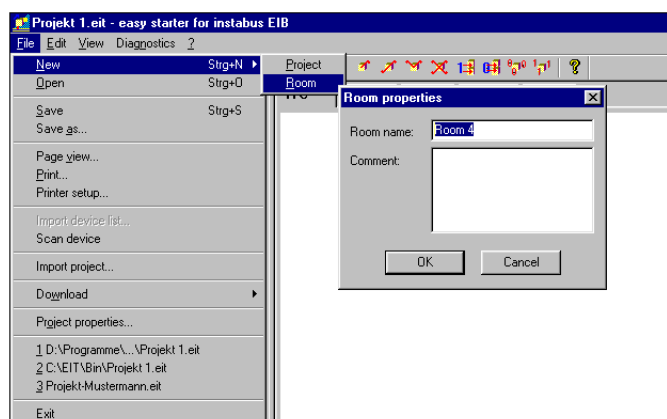 Projekt 1.eit - easy starter for instabus EIB
File Edit View Diagnostics ?
New Strg+N
Open Strg+O
Save Strg+S
Save as...
Page view...
Print...
Printer setup...
Import device list...
Scan device
Import project...
Download
Project properties...
1 D:\Programme\...\Projekt 1.eit
2 C:\EIT\Bin\Projekt 1.eit
3 Projekt-Mustermann.eit
Exit
Project
Room
Room properties
Room name: Room 4
Comment:
OK Cancel